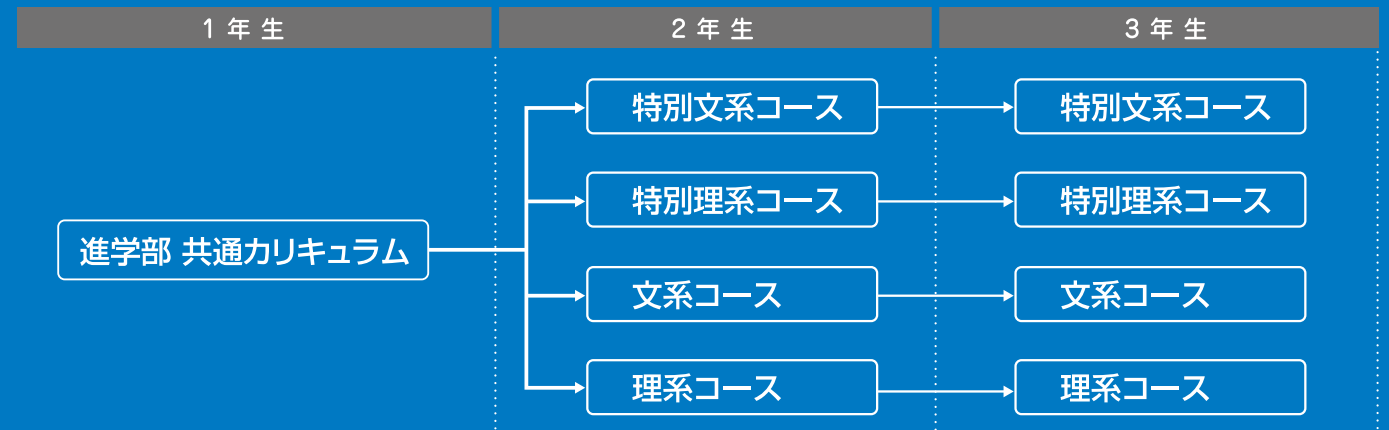 1年生
2年生
3年生
進学部 共通カリキュラム
特別文系コース
特別文系コース
特別理系コース
特別理系コース
文系コース
文系コース
理系コース
理系コース